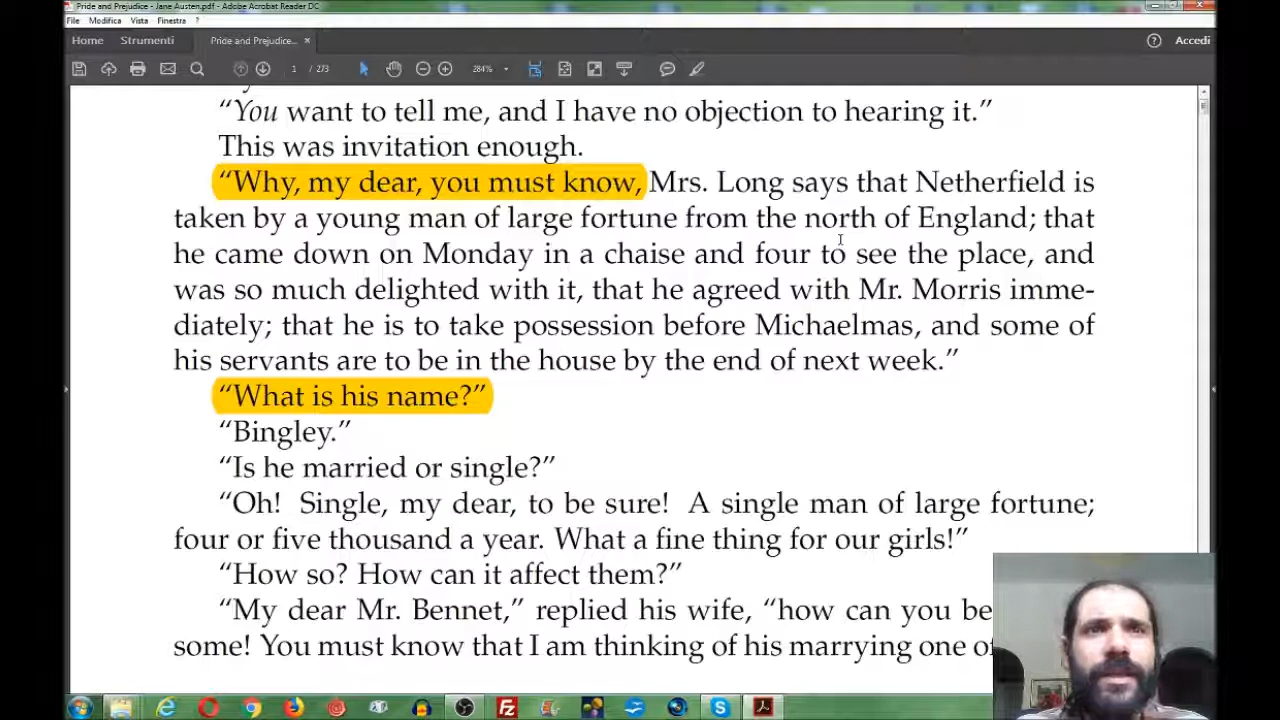 Pride and Prejudice - Jane Austen.pdf - Adobe Acrobat Reader DC
File Modifica Vista Finestra ?
Home Strumenti Pride and Prejudice... × ? Accedi
1 / 273 284%
“You want to tell me, and I have no objection to hearing it.”
This was invitation enough.
“Why, my dear, you must know, Mrs. Long says that Netherfield is
taken by a young man of large fortune from the north of England; that
he came down on Monday in a chaise and four to see the place, and
was so much delighted with it, that he agreed with Mr. Morris imme-
diately; that he is to take possession before Michaelmas, and some of
his servants are to be in the house by the end of next week.”
“What is his name?”
“Bingley.”
“Is he married or single?”
“Oh! Single, my dear, to be sure! A single man of large fortune;
four or five thousand a year. What a fine thing for our girls!”
“How so? How can it affect them?”
“My dear Mr. Bennet,” replied his wife, “how can you be
some! You must know that I am thinking of his marrying one of